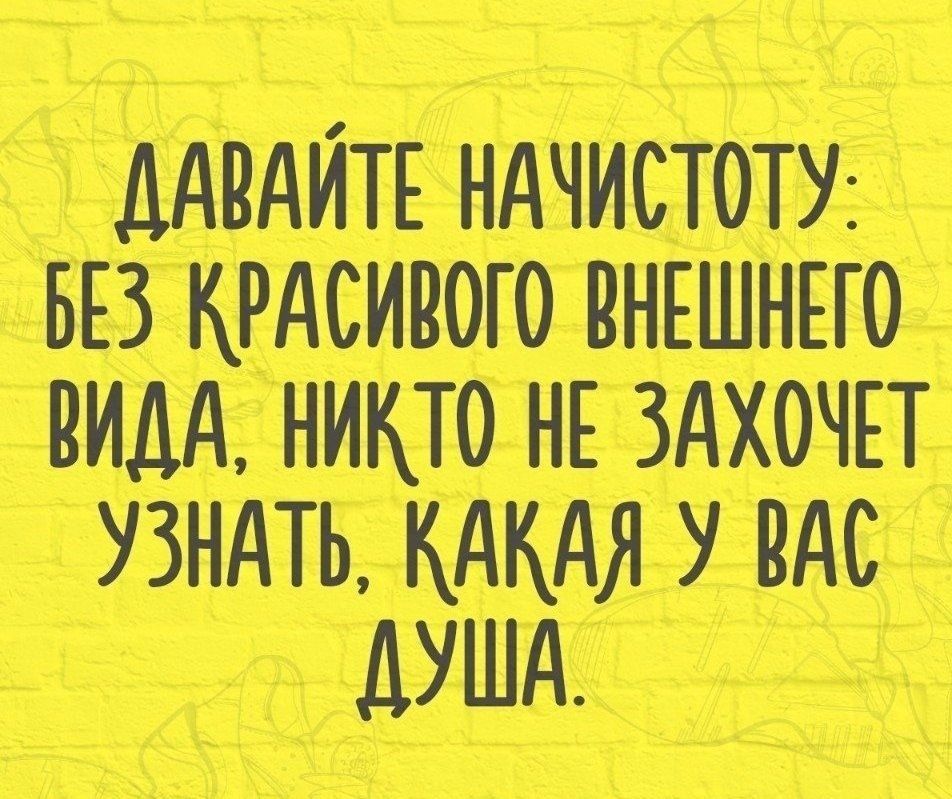 ДАВАЙТЕ НАЧИСТОТУ:
БЕЗ КРАСИВОГО ВНЕШНЕГО
ВИДА, НИКТО НЕ ЗАХОЧЕТ
УЗНАТЬ, КАКАЯ У ВАС
ДУША.